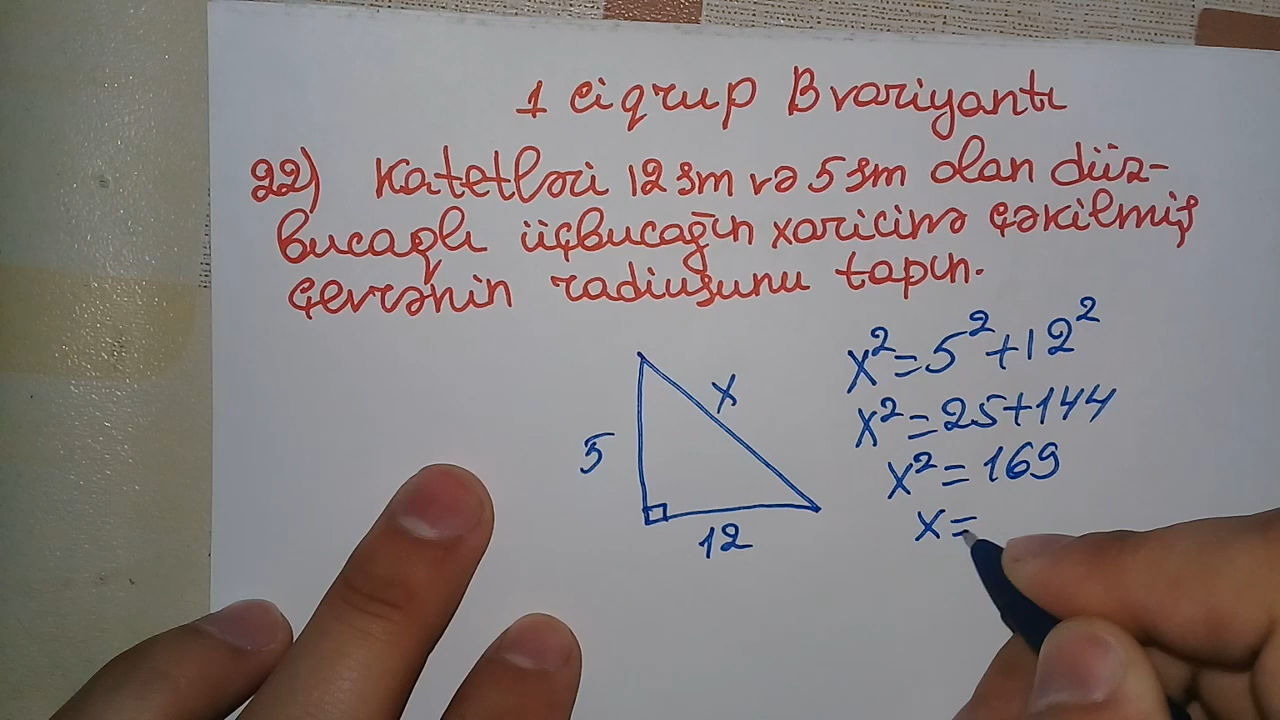 1 ci qrup B variyantı
22) Katetləri 12 sm və 5 sm olan düz-
bucaqlı üçbucağın xaricinə çəkilmiş
çevrənin radiusunu tapın.
x² = 5² + 12²
x
x² = 25 + 144
5
x² = 169
x =
12